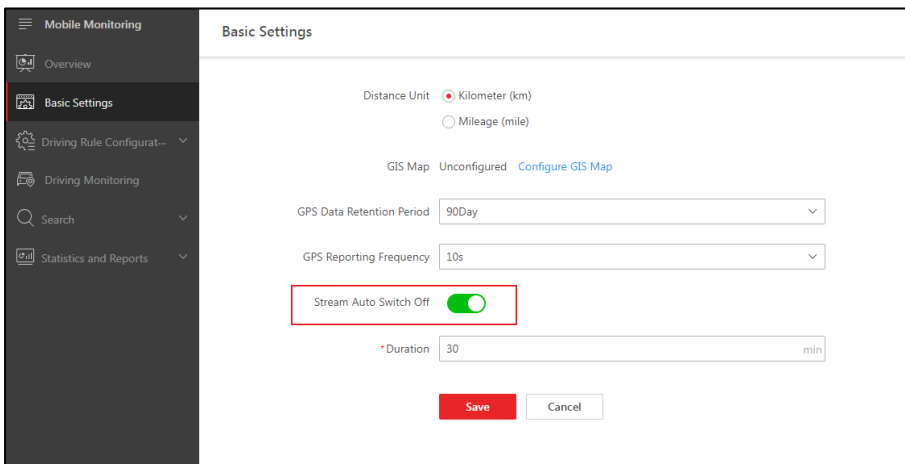 Mobile Monitoring
Overview
Basic Settings
Driving Rule Configurat...
Driving Monitoring
Search
Statistics and Reports
Basic Settings
Distance Unit Kilometer (km)
Mileage (mile)
GIS Map Unconfigured Configure GIS Map
GPS Data Retention Period 90Day
GPS Reporting Frequency 10s
Stream Auto Switch Off
*Duration 30 min
Save Cancel